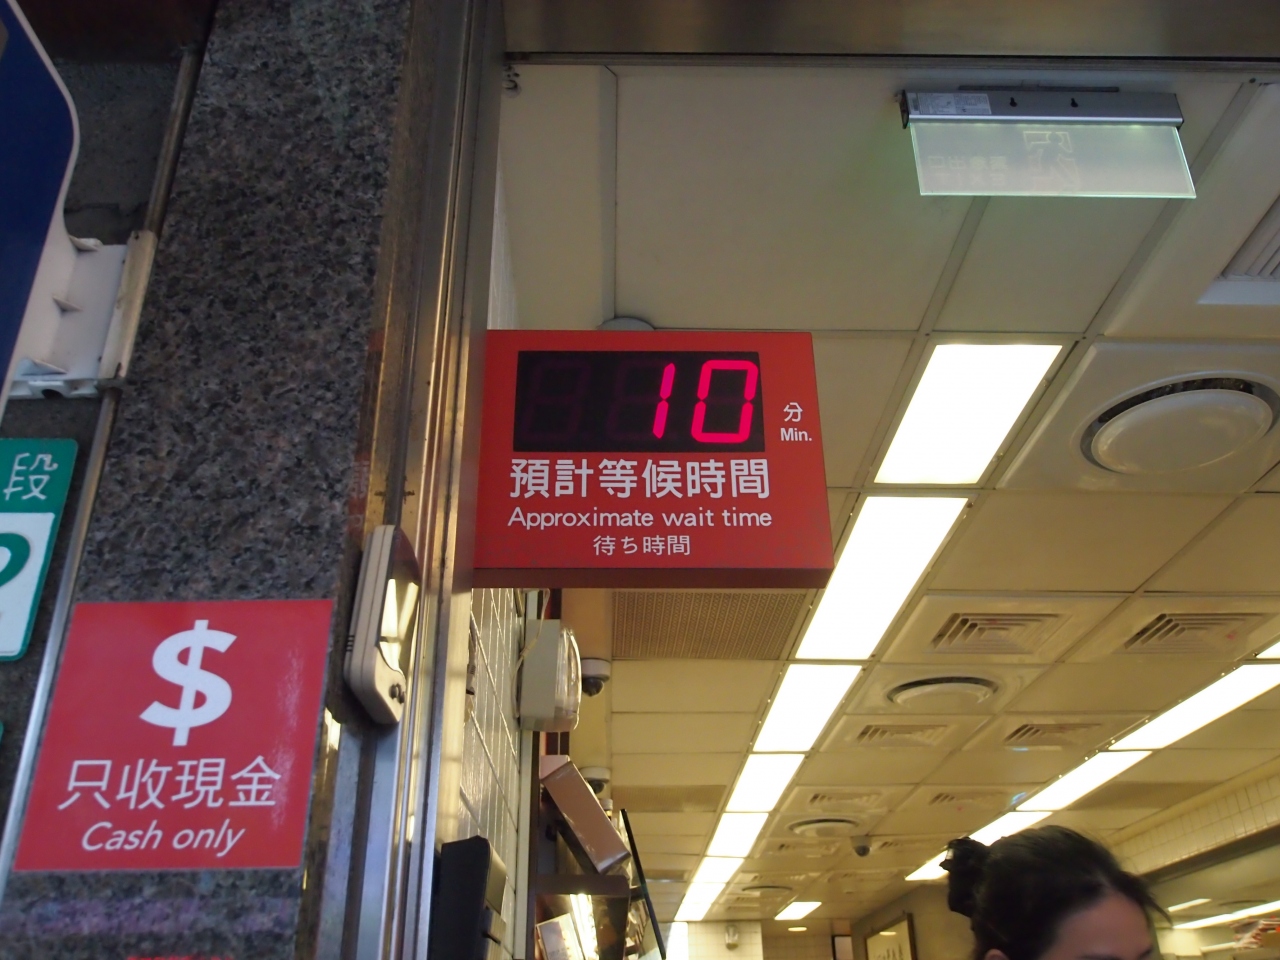 10
分
Min.
預計等候時間
Approximate wait time
待ち時間
段
$
只收現金
Cash only